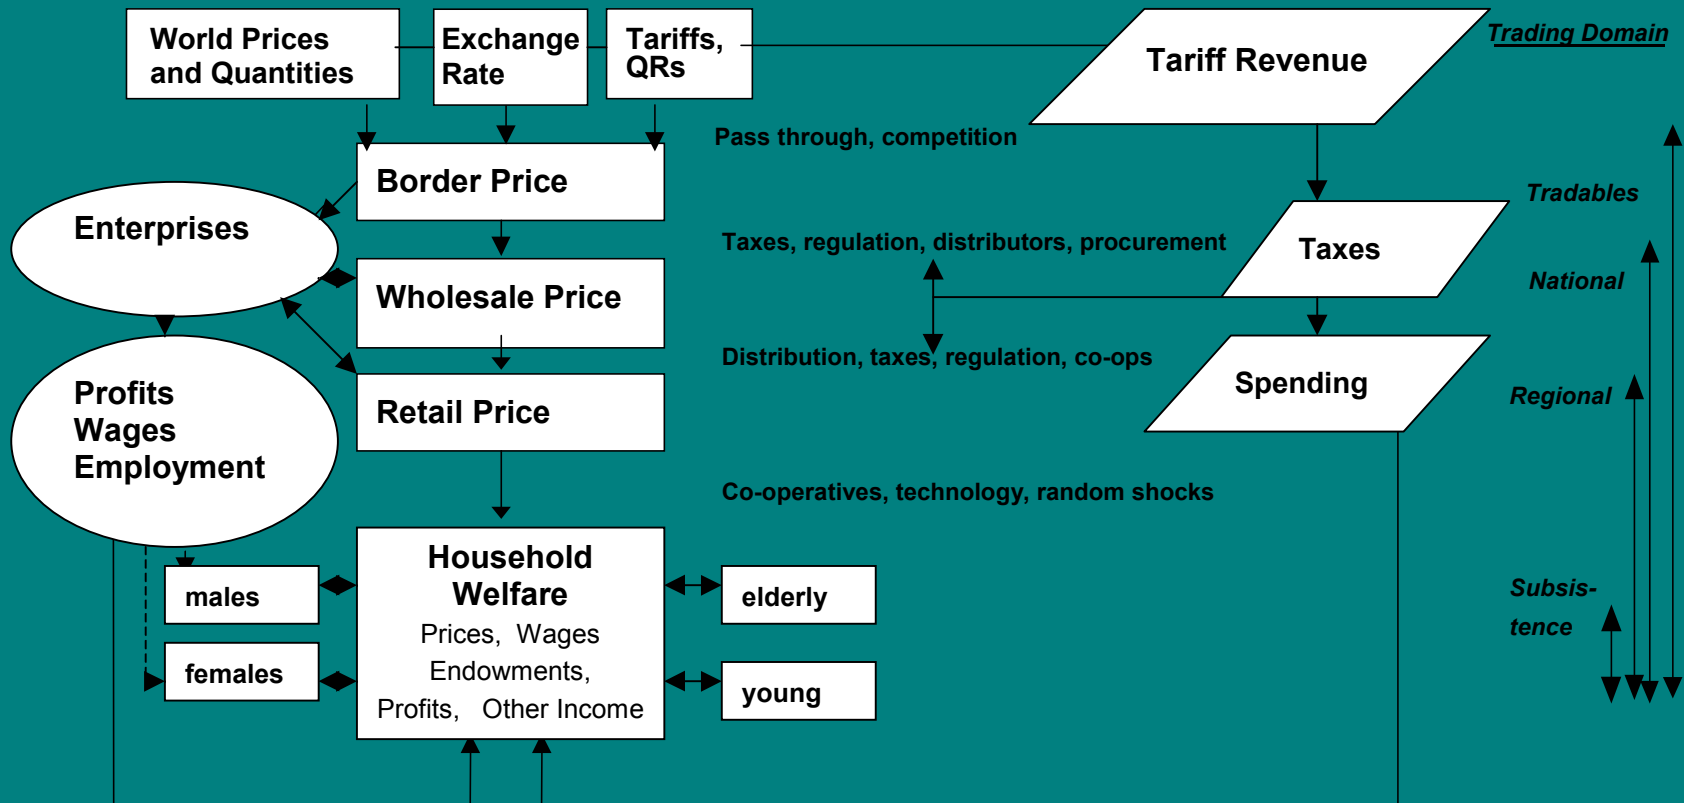 World Prices
and Quantities
Exchange
Rate
Tariffs,
QRs
Tariff Revenue
Trading Domain
Pass through, competition
Border Price
Tradables
Enterprises
Taxes, regulation, distributors, procurement
Taxes
National
Wholesale Price
Distribution, taxes, regulation, co-ops
Spending
Regional
Profits
Wages
Employment
Retail Price
Co-operatives, technology, random shocks
Household
Welfare
Prices, Wages
Endowments,
Profits, Other Income
males
females
elderly
young
Subsis-
tence